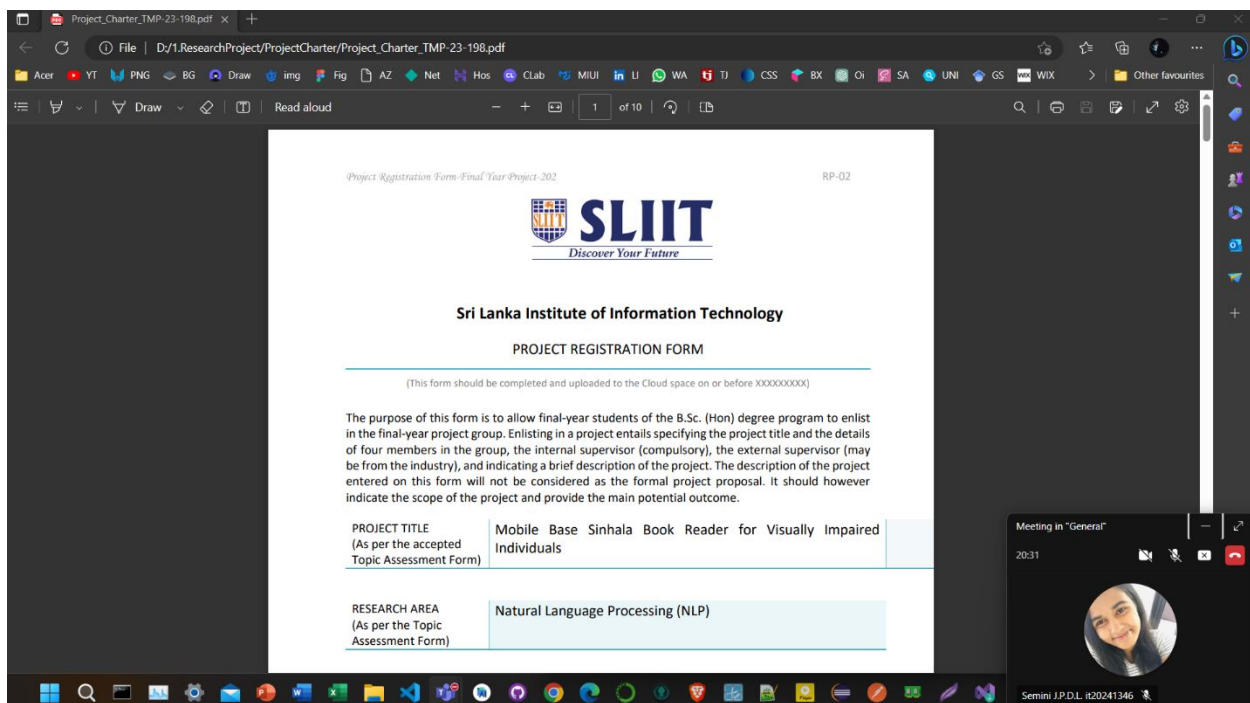 Project_Charter_TMP-23-198.pdf
File | D:/1.ResearchProject/ProjectCharter/Project_Charter_TMP-23-198.pdf
Acer YT PNG BG Draw img Fig AZ Net Hos CLab MIUI LI WA TJ CSS BX Oi SA UNI GS WIX Other favourites
Draw Read aloud 1 of 10
Project Registration Form-Final Year Project-202 RP-02
SLIIT SLIIT
Discover Your Future
Sri Lanka Institute of Information Technology
PROJECT REGISTRATION FORM
(This form should be completed and uploaded to the Cloud space on or before XXXXXXXXX)
The purpose of this form is to allow final-year students of the B.Sc. (Hon) degree program to enlist
in the final-year project group. Enlisting in a project entails specifying the project title and the details
of four members in the group, the internal supervisor (compulsory), the external supervisor (may
be from the industry), and indicating a brief description of the project. The description of the project
entered on this form will not be considered as the formal project proposal. It should however
indicate the scope of the project and provide the main potential outcome.
PROJECT TITLE
(As per the accepted
Topic Assessment Form)
Mobile Base Sinhala Book Reader for Visually Impaired
Individuals
RESEARCH AREA
(As per the Topic
Assessment Form)
Natural Language Processing (NLP)
Meeting in "General"
20:31
Semini J.P.D.L. it20241346